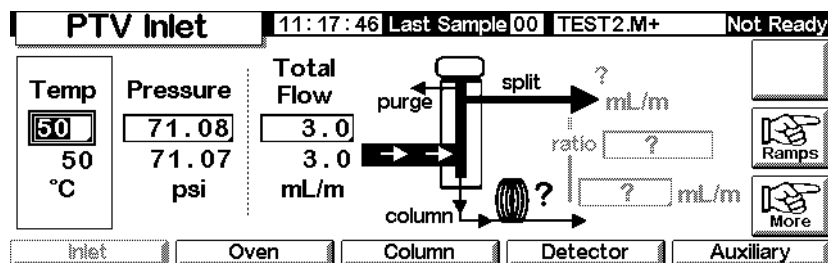 PTV Inlet 11:17:46 Last Sample 00 TEST2.M+ Not Ready
Temp Pressure Total Flow
50 71.08 3.0
50 71.07 3.0
°C psi mL/m
purge split ? mL/m
ratio ?
? mL/m
column ?
Ramps
More
Inlet Oven Column Detector Auxiliary